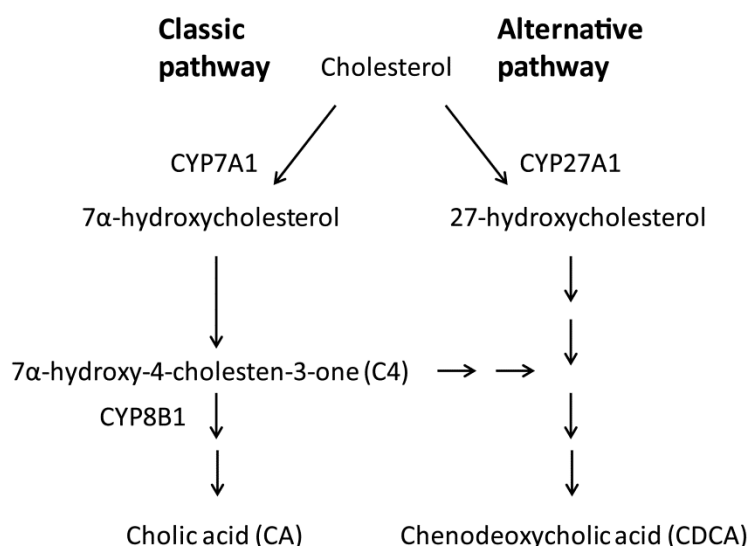 Classic
pathway
Cholesterol
Alternative
pathway
CYP7A1
CYP27A1
7α-hydroxycholesterol
27-hydroxycholesterol
7α-hydroxy-4-cholesten-3-one (C4)
CYP8B1
Cholic acid (CA)
Chenodeoxycholic acid (CDCA)